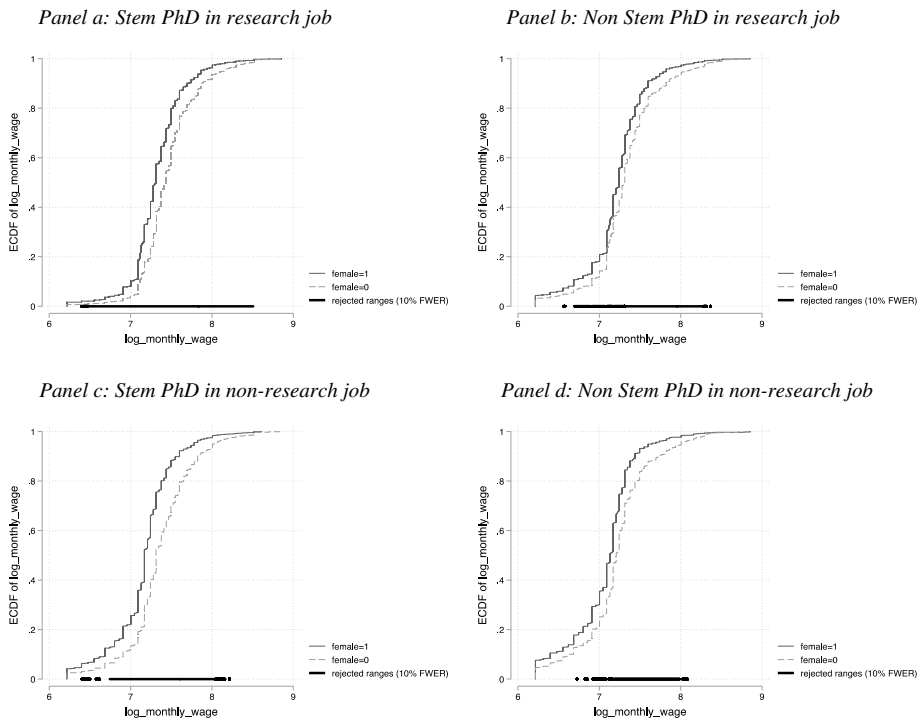 Panel a: Stem PhD in research job
ECDF of log_monthly_wage
1
.8
.6
.4
.2
0
6 7 8 9
log_monthly_wage
female=1
female=0
rejected ranges (10% FWER)
Panel b: Non Stem PhD in research job
ECDF of log_monthly_wage
1
.8
.6
.4
.2
0
6 7 8 9
log_monthly_wage
female=1
female=0
rejected ranges (10% FWER)
Panel c: Stem PhD in non-research job
ECDF of log_monthly_wage
1
.8
.6
.4
.2
0
6 7 8 9
log_monthly_wage
female=1
female=0
rejected ranges (10% FWER)
Panel d: Non Stem PhD in non-research job
ECDF of log_monthly_wage
1
.8
.6
.4
.2
0
6 7 8 9
log_monthly_wage
female=1
female=0
rejected ranges (10% FWER)